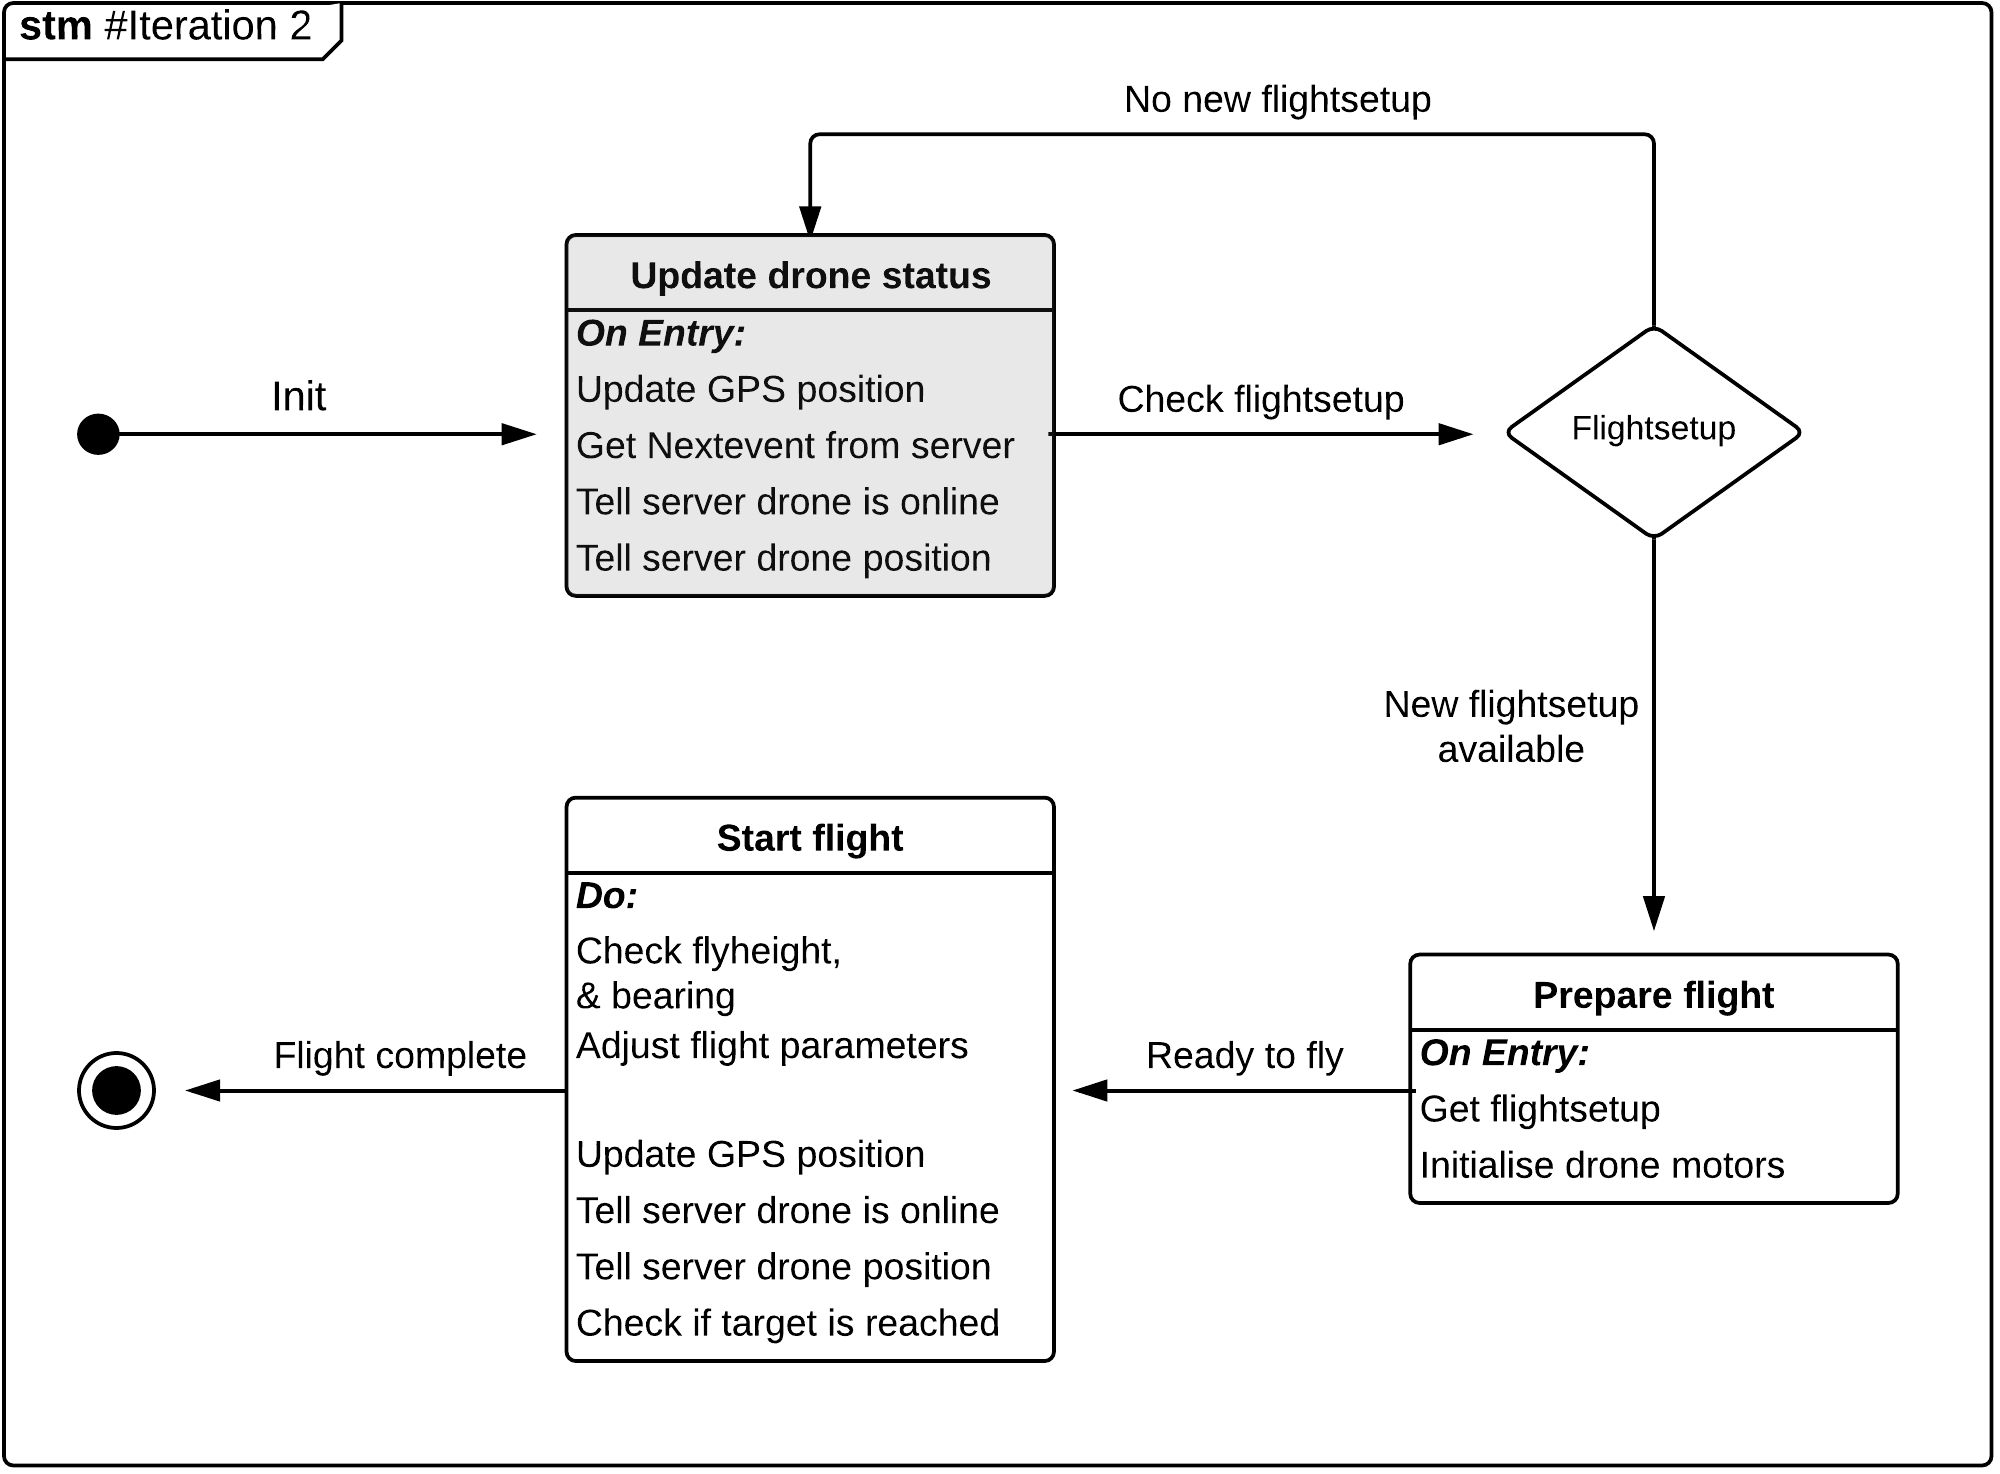 stm #Iteration 2
No new flightsetup
Update drone status
On Entry:
Update GPS position
Get Nextevent from server
Tell server drone is online
Tell server drone position
Init
Check flightsetup
Flightsetup
New flightsetup
available
Prepare flight
On Entry:
Get flightsetup
Initialise drone motors
Ready to fly
Start flight
Do:
Check flyheight,
& bearing
Adjust flight parameters
Update GPS position
Tell server drone is online
Tell server drone position
Check if target is reached
Flight complete